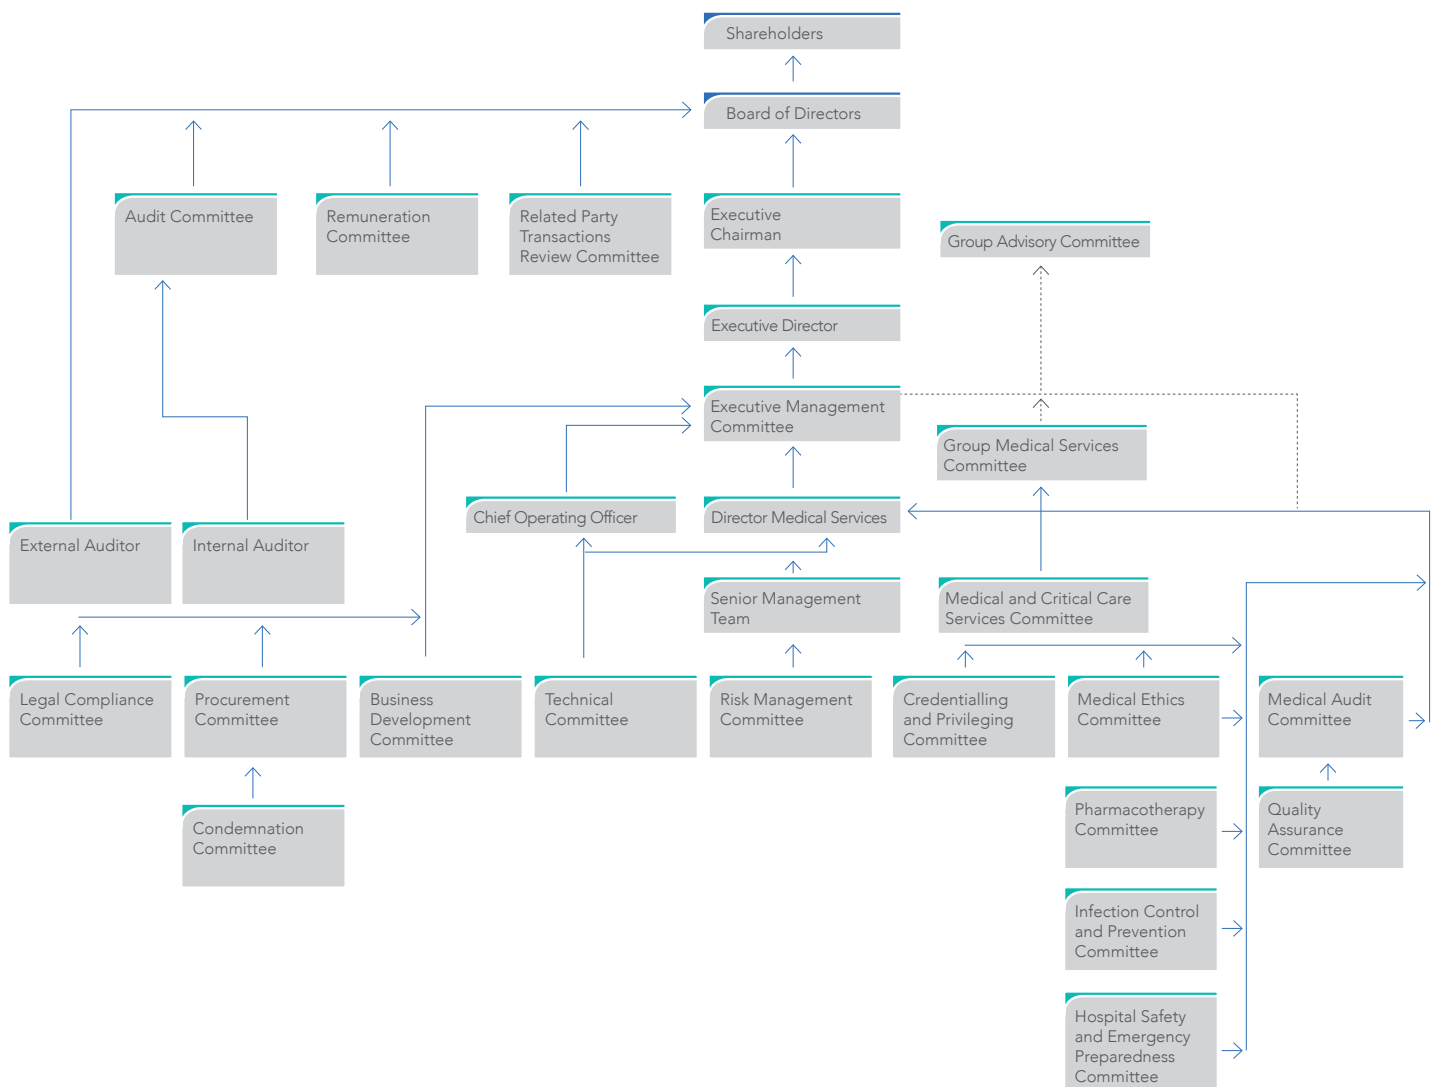 Shareholders
Board of Directors
Audit Committee
Remuneration
Committee
Related Party
Transactions
Review Committee
Executive
Chairman
Group Advisory Committee
Executive Director
Executive Management
Committee
Group Medical Services
Committee
Chief Operating Officer
Director Medical Services
External Auditor
Internal Auditor
Senior Management
Team
Medical and Critical Care
Services Committee
Legal Compliance
Committee
Procurement
Committee
Business
Development
Committee
Technical
Committee
Risk Management
Committee
Credentialling
and Privileging
Committee
Medical Ethics
Committee
Medical Audit
Committee
Condemnation
Committee
Pharmacotherapy
Committee
Quality
Assurance
Committee
Infection Control
and Prevention
Committee
Hospital Safety
and Emergency
Preparedness
Committee